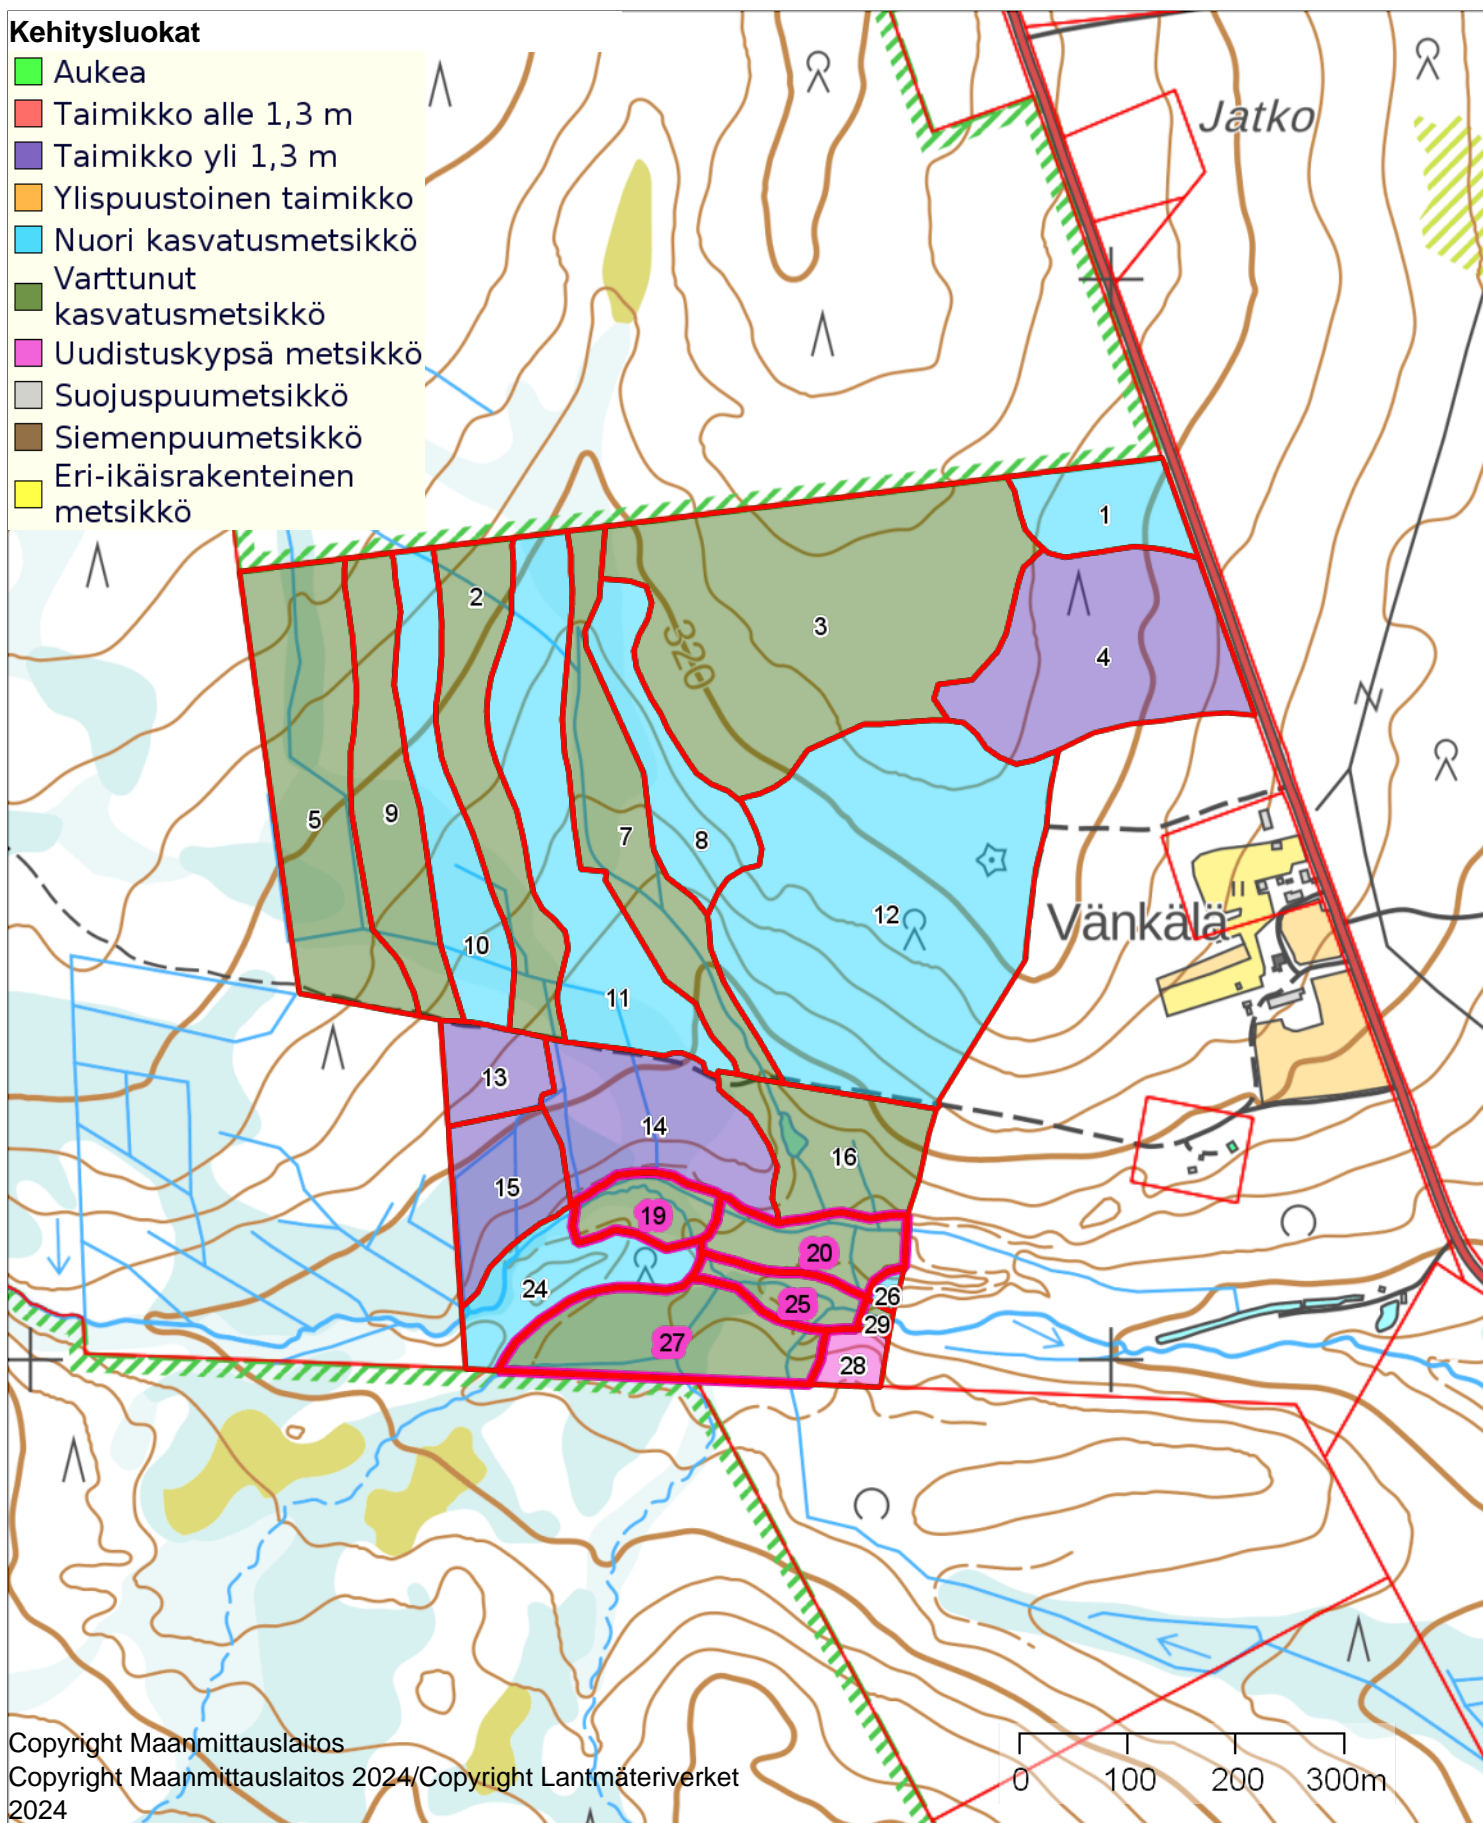 Kehitysluokat
Aukea
Taimikko alle 1,3 m
Taimikko yli 1,3 m
Ylispuustoinen taimikko
Nuori kasvatusmetsikkö
Varttunut
kasvatusmetsikkö
Uudistuskypsä metsikkö
Suojuspuumetsikkö
Siemenpuumetsikkö
Eri-ikäisrakenteinen
metsikkö
Jatko
1
2
3
320
4
5
9
7
8
12
Vänkälä
10
11
13
14
16
15
19
20
24
25
26
29
27
28
Copyright Maanmittauslaitos
Copyright Maanmittauslaitos 2024/Copyright Lantmäteriverket
2024
0 100 200 300m